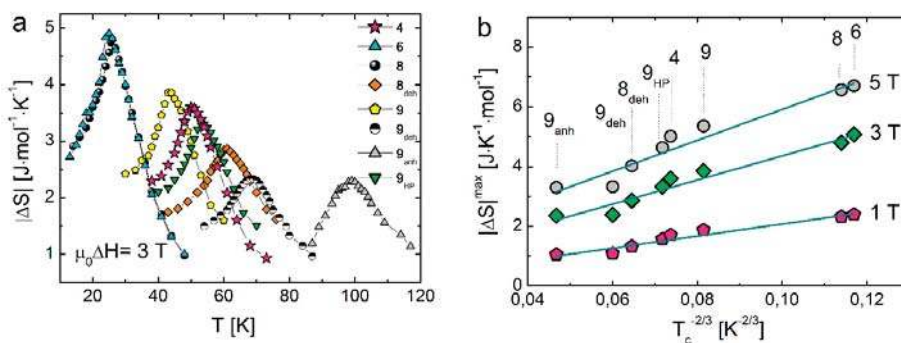 a
5
4
3
2
1
|ΔS| [J·mol⁻¹·K⁻¹]
20 40 60 80 100 120
T [K]
μ₀ΔH= 3 T
4
6
8
8deh
9
9deh
9anh
9HP
b
8
6
4
2
0
|ΔS|ᵐᵃˣ [J·K⁻¹·mol⁻¹]
9anh
9deh
8deh
9HP
4
9
8
6
5 T
3 T
1 T
0,04 0,06 0,08 0,10 0,12
Tc⁻²/³ [K⁻²/³]